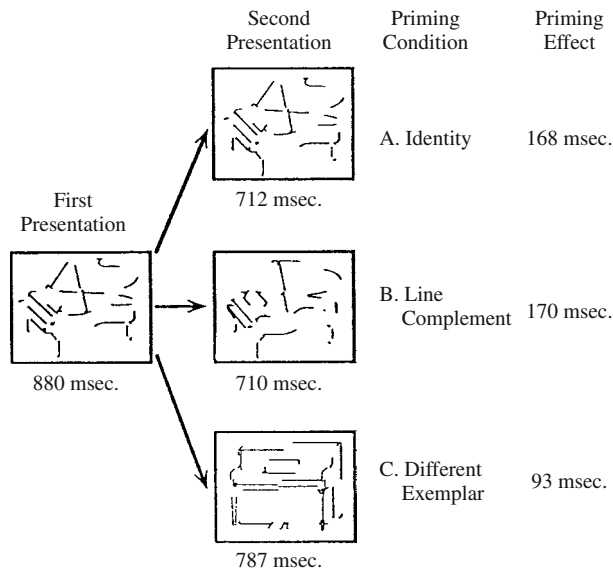 Second
Presentation
Priming
Condition
Priming
Effect
A. Identity
168 msec.
712 msec.
First
Presentation
880 msec.
B. Line
Complement
170 msec.
710 msec.
C. Different
Exemplar
93 msec.
787 msec.